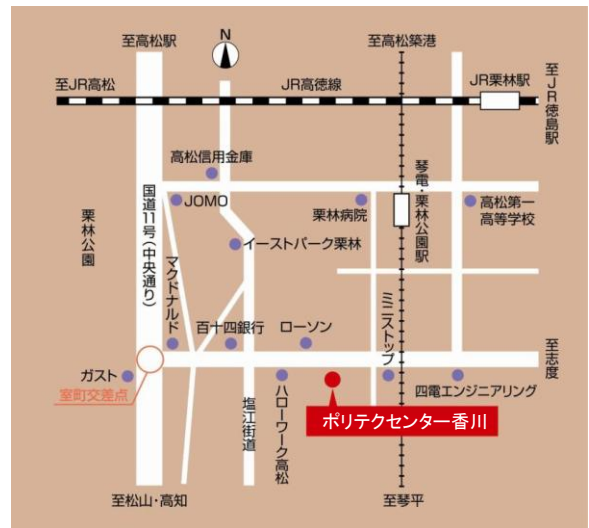 至高松駅
N
至高松築港
至JR高松
JR高徳線
JR栗林駅
至JR徳島駅
高松信用金庫
JOMO
栗林病院
琴電・栗林公園駅
高松第一
高等学校
栗林公園
国道11号(中央通り)
イーストパーク栗林
マクドナルド
百十四銀行
ローソン
ミニストップ
至志度
ガスト
室町交差点
塩江街道
ハローワーク高松
四電エンジニアリング
ポリテクセンター香川
至松山・高知
至琴平